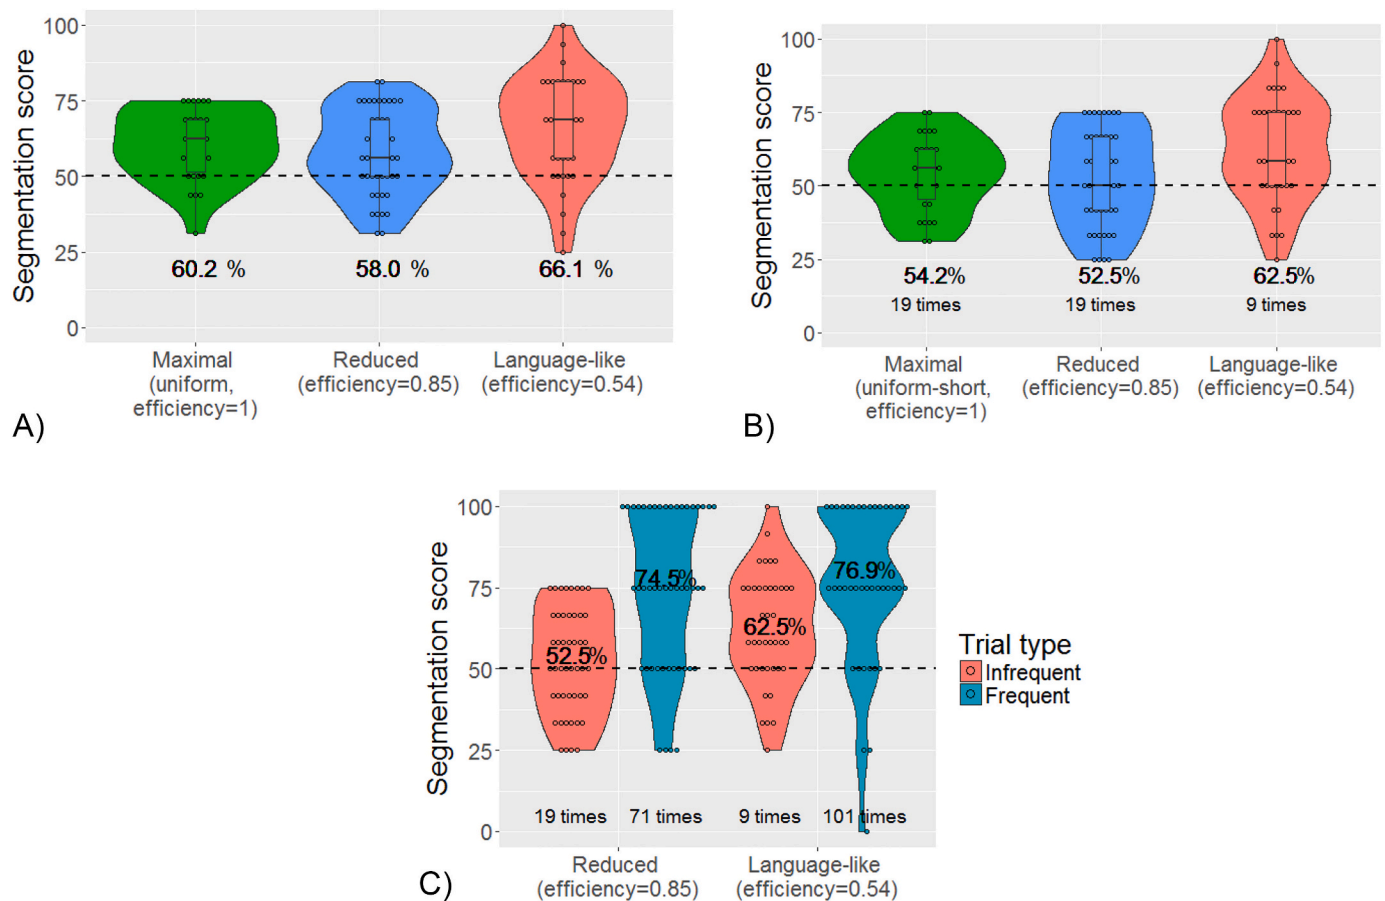 100
75
50
25
0
Segmentation score
60.2 %
58.0 %
66.1 %
Maximal
(uniform,
efficiency=1)
Reduced
(efficiency=0.85)
Language-like
(efficiency=0.54)
A)
100
75
50
25
0
Segmentation score
54.2%
19 times
52.5%
19 times
62.5%
9 times
Maximal
(uniform-short,
efficiency=1)
Reduced
(efficiency=0.85)
Language-like
(efficiency=0.54)
B)
100
75
50
25
0
Segmentation score
52.5%
74.5%
62.5%
76.9%
19 times
71 times
9 times
101 times
Reduced
(efficiency=0.85)
Language-like
(efficiency=0.54)
C)
Trial type
Infrequent
Frequent